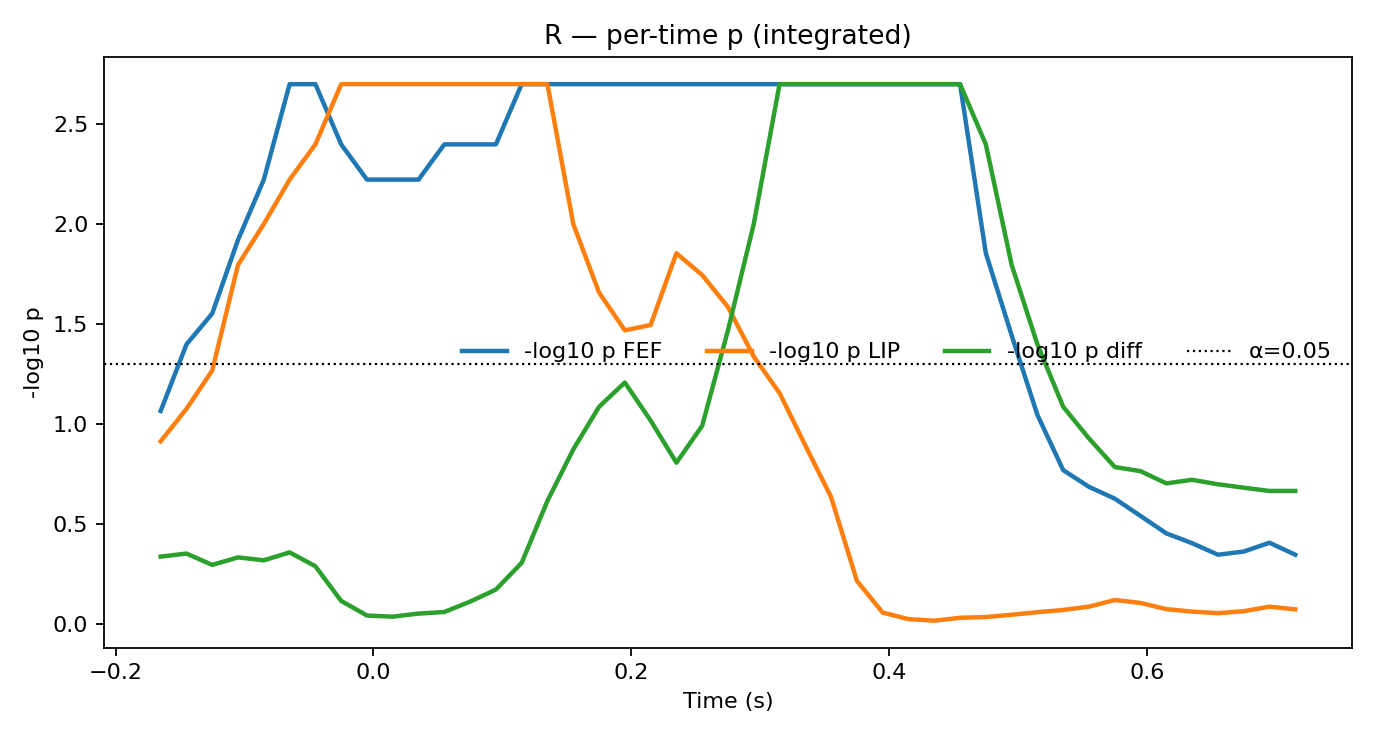 R — per-time p (integrated)
-log10 p
2.5
2.0
1.5
1.0
0.5
0.0
-log10 p FEF
-log10 p LIP
-log10 p diff
α=0.05
−0.2
0.0
0.2
0.4
0.6
Time (s)